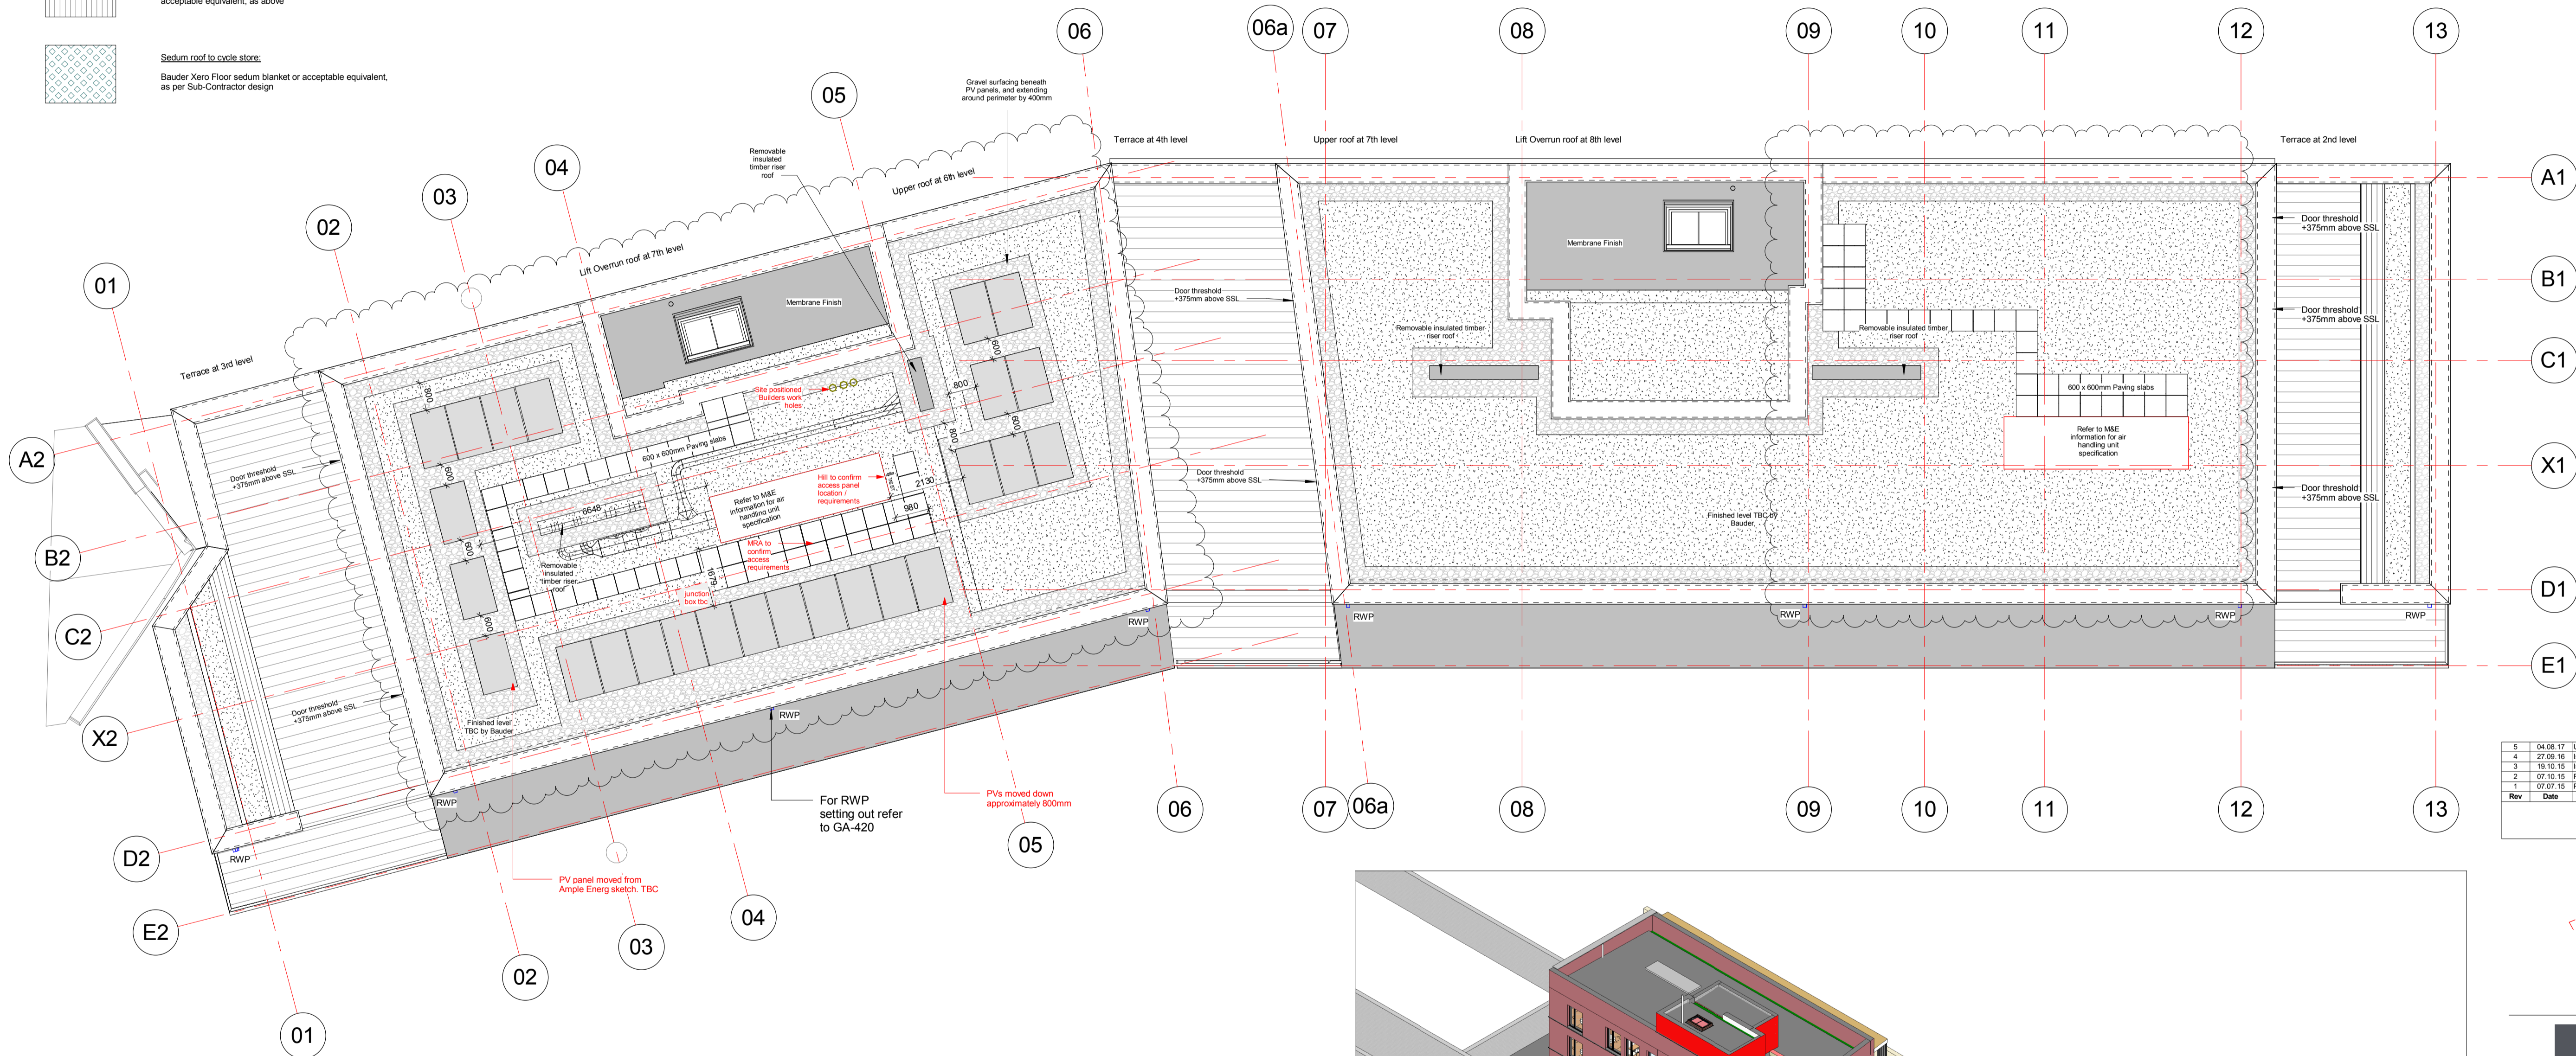 acceptable equivalent, as above
Sedum roof to cycle store:
Bauder Xero Floor sedum blanket or acceptable equivalent,
as per Sub-Contractor design
01
02
03
04
05
06
06a
07
08
09
10
11
12
13
Gravel surfacing beneath
PV panels, and extending
around perimeter by 400mm
Removable
insulated
timber riser
roof
Terrace at 3rd level
Lift Overrun roof at 7th level
Upper roof at 6th level
Terrace at 4th level
Upper roof at 7th level
Lift Overrun roof at 8th level
Terrace at 2nd level
A1
B1
C1
X1
D1
E1
A2
B2
C2
X2
D2
E2
Membrane Finish
Membrane Finish
Door threshold
+375mm above SSL
Door threshold
+375mm above SSL
Door threshold
+375mm above SSL
Door threshold
+375mm above SSL
Door threshold
+375mm above SSL
Door threshold
+375mm above SSL
Door threshold
+375mm above SSL
Site positioned
Builders work
holes
800
600
600
600
600
600
800
800
6648
2130
980
1679
600 x 600mm Paving slabs
Refer to M&E
information for air
handling unit
specification
Hill to confirm
access panel
location /
requirements
MRA to
confirm
access
requirements
junction
box tbc
Removable
insulated
timber riser
roof
Finished level
TBC by Bauder
Removable insulated timber
riser roof
Removable insulated timber
riser roof
600 x 600mm Paving slabs
Refer to M&E
information for air
handling unit
specification
Finished level TBC by
Bauder
RWP
RWP
RWP
RWP
RWP
RWP
RWP
RWP
For RWP
setting out refer
to GA-420
PVs moved down
approximately 800mm
PV panel moved from
Ample Energ sketch. TBC
01
02
03
04
05
06
07
06a
08
09
10
11
12
13
5 04.08.17
4 27.09.16
3 19.10.15
2 07.10.15
1 07.07.15
Rev Date